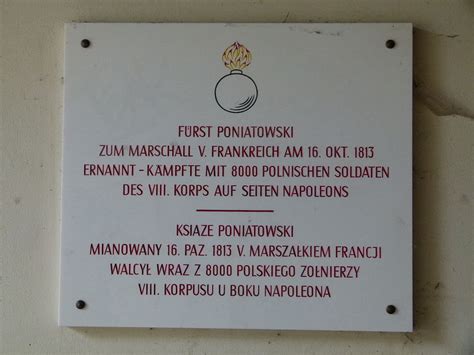 FÜRST PONIATOWSKI
ZUM MARSCHALL V. FRANKREICH AM 16. OKT. 1813
ERNANNT - KÄMPFTE MIT 8000 POLNISCHEN SOLDATEN
DES VIII. KORPS AUF SEITEN NAPOLEONS
KSIAZE PONIATOWSKI
MIANOWANY 16. PAZ. 1813 V. MARSZAŁKIEM FRANCJI
WALCYŁ WRAZ Z 8000 POLSKIEGO ZOŁNIERZY
VIII. KORPUSU U BOKU NAPOLEONA